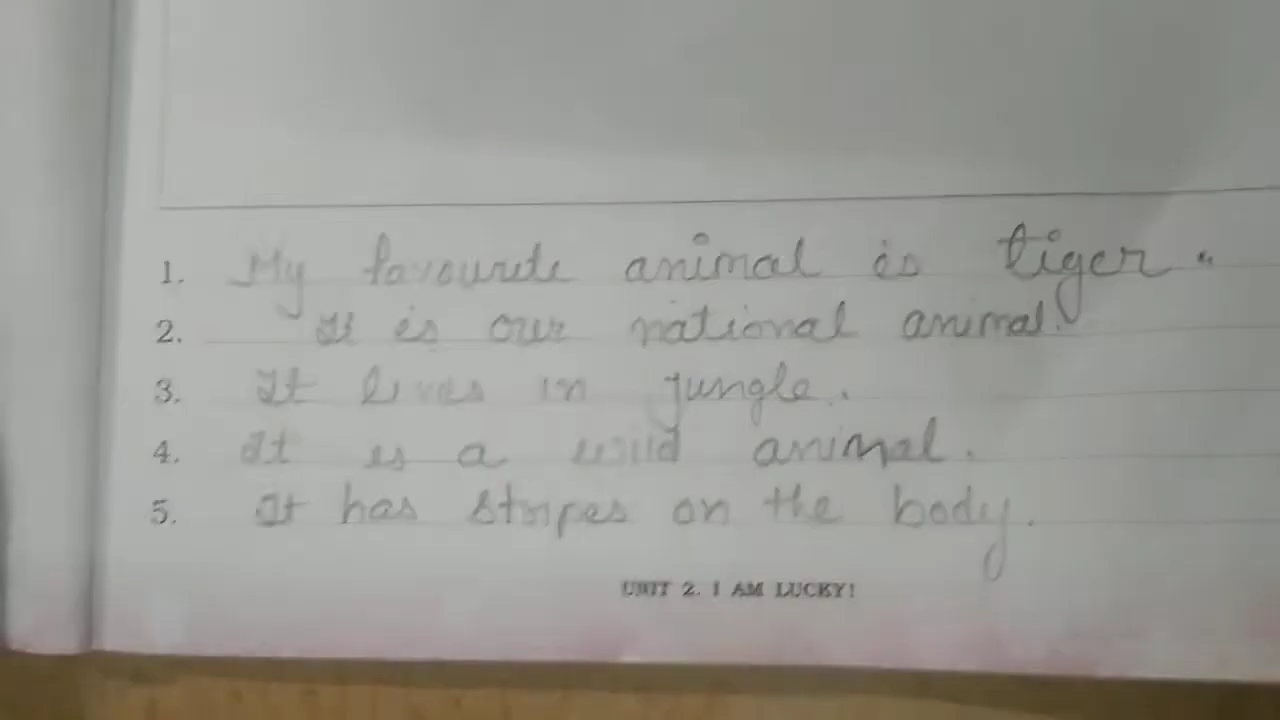 1. My favourite animal is tiger.
2. It is our national animal.
3. It lives in jungle.
4. It is a wild animal.
5. It has stripes on the body.
UNIT 2. I AM LUCKY!